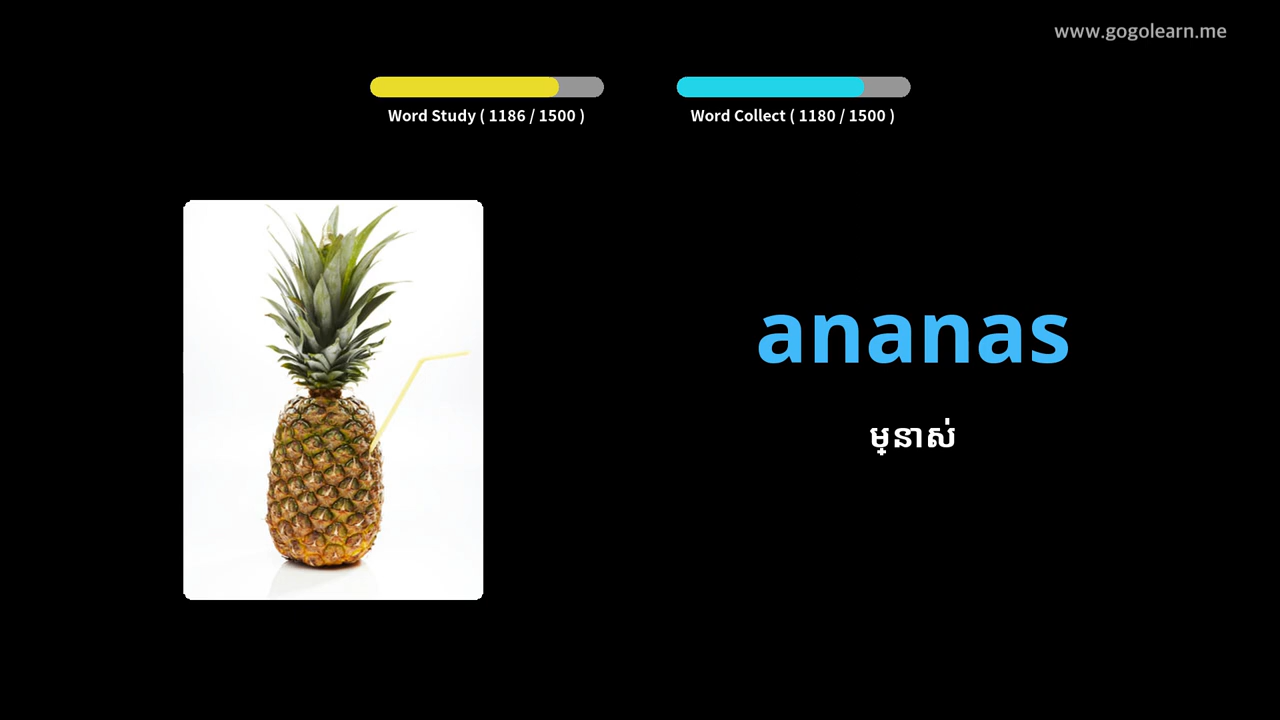 www.gogolearn.me
Word Study ( 1186 / 1500 )
Word Collect ( 1180 / 1500 )
ananas
ម្នាស់